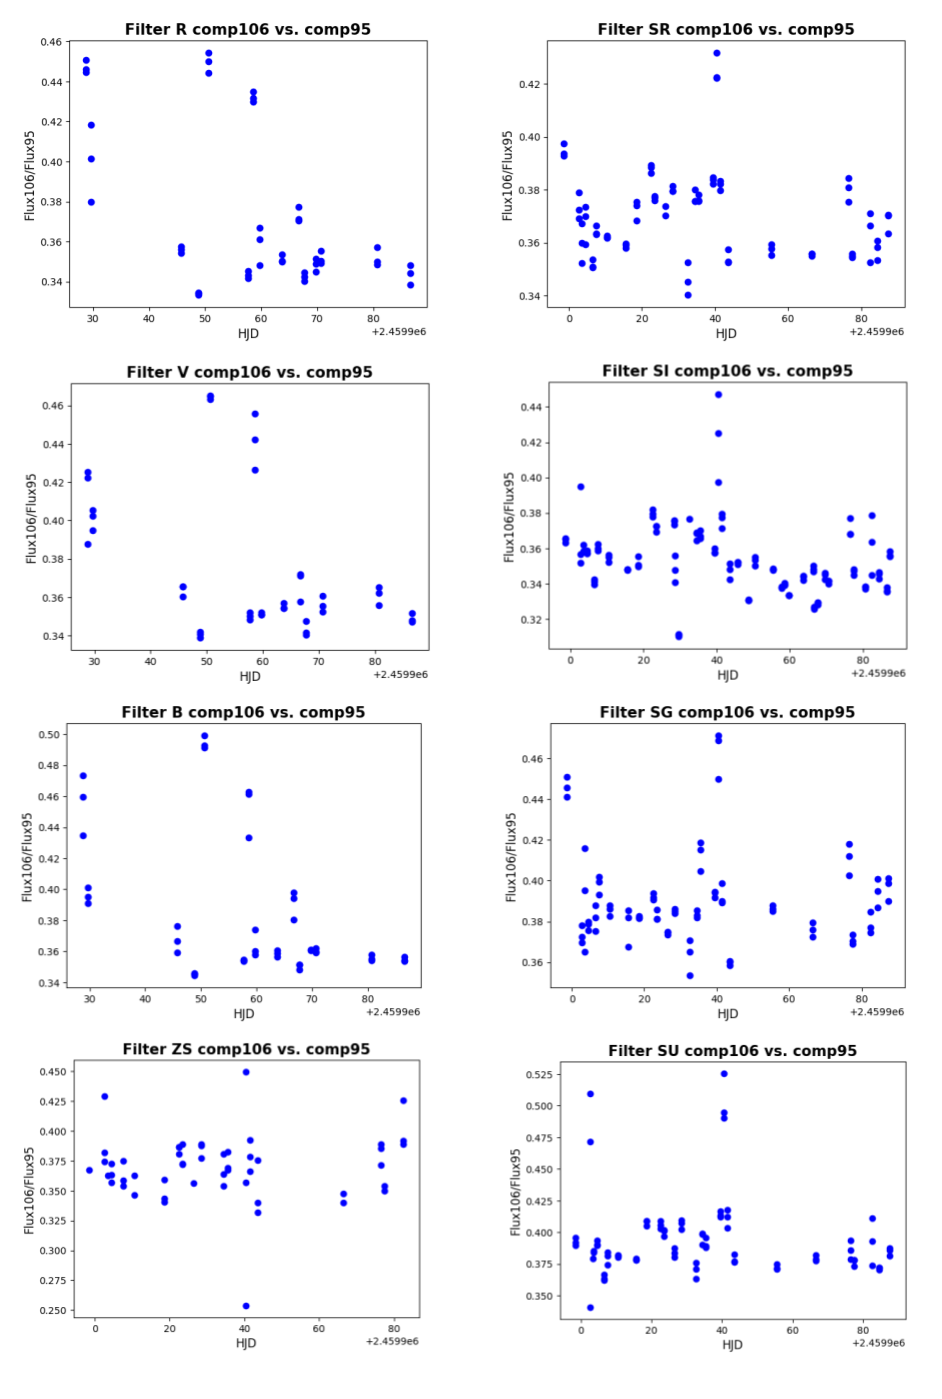 Filter R comp106 vs. comp95
0.46
0.44
0.42
0.40
0.38
0.36
0.34
Flux106/Flux95
30 40 50 60 70 80 90
HJD
+2.4599e6
Filter SR comp106 vs. comp95
0.42
0.40
0.38
0.36
0.34
Flux106/Flux95
0 20 40 60 80
HJD
+2.4599e6
Filter V comp106 vs. comp95
0.46
0.44
0.42
0.40
0.38
0.36
0.34
Flux106/Flux95
30 40 50 60 70 80 90
HJD
+2.4599e6
Filter SI comp106 vs. comp95
0.44
0.42
0.40
0.38
0.36
0.34
0.32
Flux106/Flux95
0 20 40 60 80
HJD
+2.4599e6
Filter B comp106 vs. comp95
0.50
0.48
0.46
0.44
0.42
0.40
0.38
0.36
0.34
Flux106/Flux95
30 40 50 60 70 80 90
HJD
+2.4599e6
Filter SG comp106 vs. comp95
0.46
0.44
0.42
0.40
0.38
0.36
Flux106/Flux95
0 20 40 60 80
HJD
+2.4599e6
Filter ZS comp106 vs. comp95
0.450
0.425
0.400
0.375
0.350
0.325
0.300
0.275
0.250
Flux106/Flux95
0 20 40 60 80
HJD
+2.4599e6
Filter SU comp106 vs. comp95
0.525
0.500
0.475
0.450
0.425
0.400
0.375
0.350
Flux106/Flux95
0 20 40 60 80
HJD
+2.4599e6